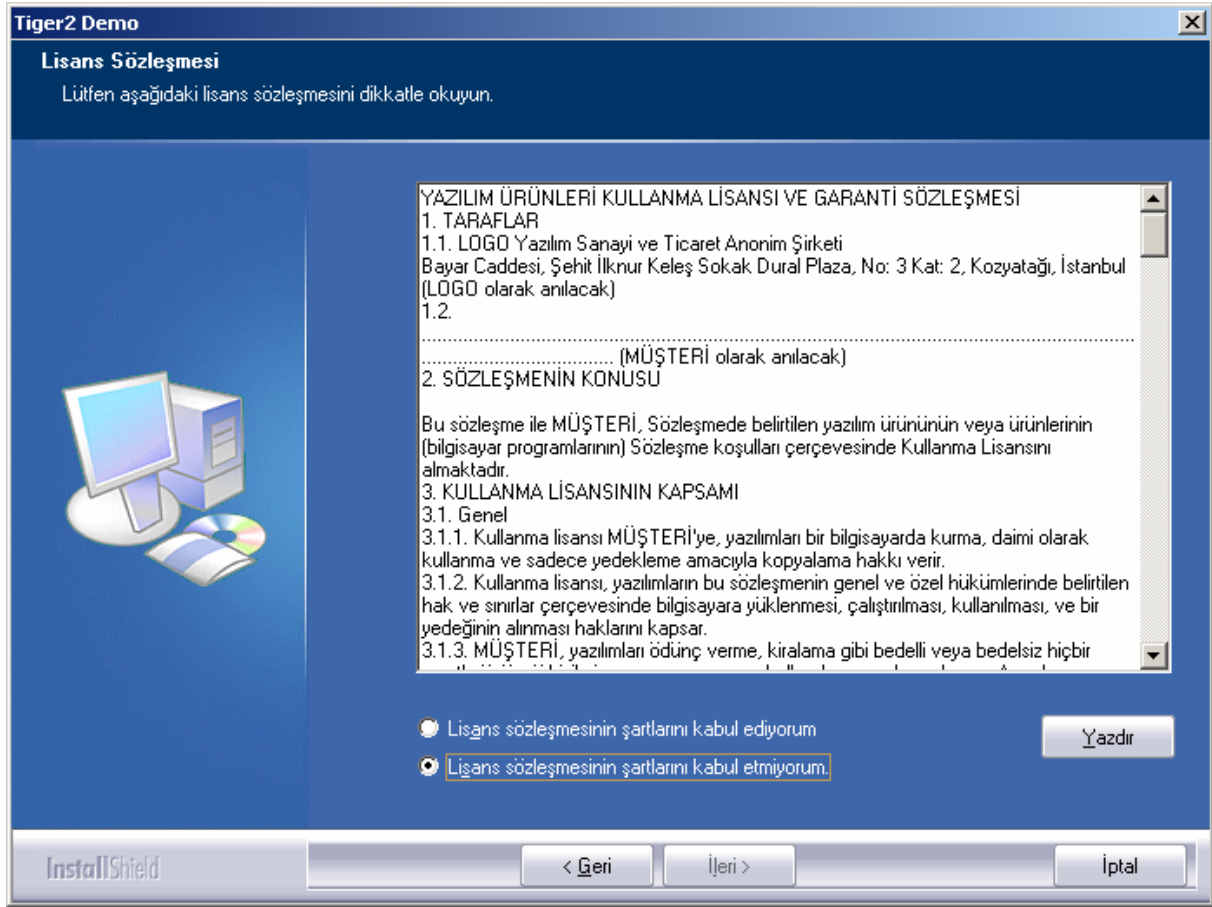 Tiger2 Demo
Lisans Sözleşmesi
Lütfen aşağıdaki lisans sözleşmesini dikkatle okuyun.
YAZILIM ÜRÜNLERİ KULLANMA LİSANSI VE GARANTİ SÖZLEŞMESİ
1. TARAFLAR
1.1. LOGO Yazılım Sanayi ve Ticaret Anonim Şirketi
Bayar Caddesi, Şehit İlknur Keleş Sokak Dural Plaza, No: 3 Kat: 2, Kozyatağı, İstanbul
(LOGO olarak anılacak)
1.2.
....................................................................................................................................
................................... (MÜŞTERİ olarak anılacak)
2. SÖZLEŞMENİN KONUSU
Bu sözleşme ile MÜŞTERİ, Sözleşmede belirtilen yazılım ürününün veya ürünlerinin
(bilgisayar programlarının) Sözleşme koşulları çerçevesinde Kullanma Lisansını
almaktadır.
3. KULLANMA LİSANSININ KAPSAMI
3.1. Genel
3.1.1. Kullanma lisansı MÜŞTERİ'ye, yazılımları bir bilgisayarda kurma, daimi olarak
kullanma ve sadece yedekleme amacıyla kopyalama hakkı verir.
3.1.2. Kullanma lisansı, yazılımların bu sözleşmenin genel ve özel hükümlerinde belirtilen
hak ve sınırlar çerçevesinde bilgisayara yüklenmesi, çalıştırılması, kullanılması, ve bir
yedeğinin alınması haklarını kapsar.
3.1.3. MÜŞTERİ, yazılımları ödünç verme, kiralama gibi bedelli veya bedelsiz hiçbir
Lisans sözleşmesinin şartlarını kabul ediyorum
Yazdır
Lisans sözleşmesinin şartlarını kabul etmiyorum.
InstallShield
< Geri
İleri >
İptal